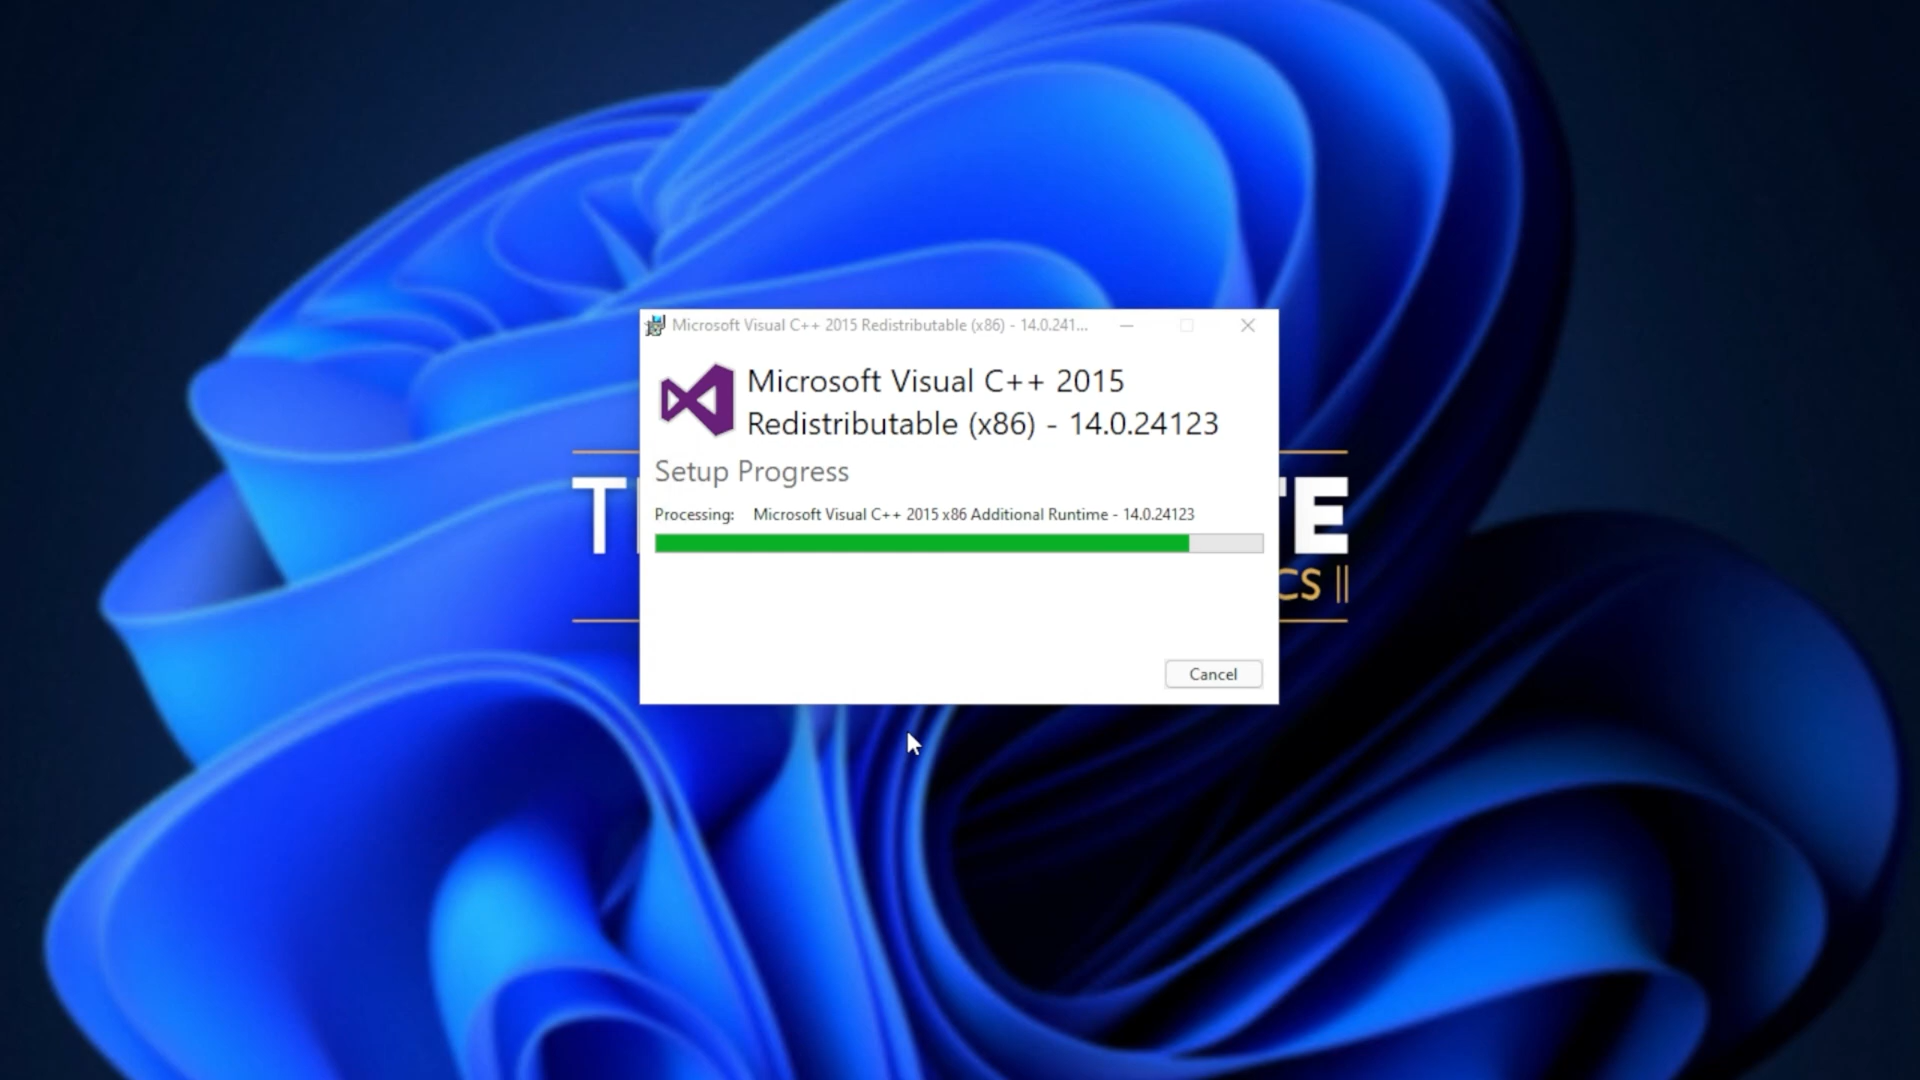 Microsoft Visual C++ 2015 Redistributable (x86) - 14.0.241...
Microsoft Visual C++ 2015
Redistributable (x86) - 14.0.24123
Setup Progress
Processing: Microsoft Visual C++ 2015 x86 Additional Runtime - 14.0.24123
Cancel